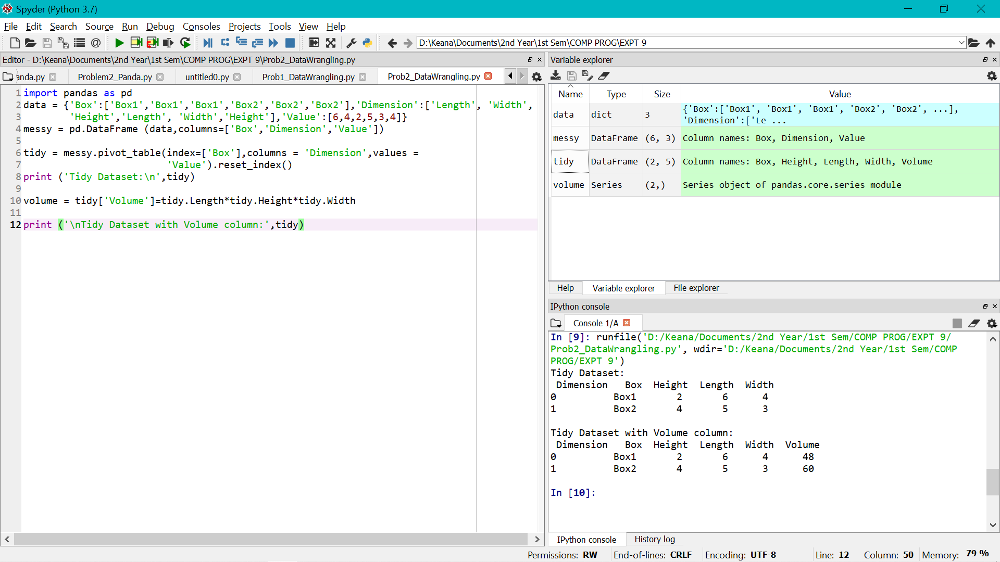 Spyder (Python 3.7)
File Edit Search Source Run Debug Consoles Projects Tools View Help
D:\Keana\Documents\2nd Year\1st Sem\COMP PROG\EXPT 9
Editor - D:\Keana\Documents\2nd Year\1st Sem\COMP PROG\EXPT 9\Prob2_DataWrangling.py
anda.py Problem2_Panda.py untitled0.py Prob1_DataWrangling.py Prob2_DataWrangling.py
1 import pandas as pd
2 data = {'Box':['Box1','Box1','Box1','Box2','Box2','Box2'],'Dimension':['Length', 'Width',
3         'Height','Length', 'Width','Height'],'Value':[6,4,2,5,3,4]}
4 messy = pd.DataFrame (data,columns=['Box','Dimension','Value'])
5
6 tidy = messy.pivot_table(index=['Box'],columns = 'Dimension',values =
7                          'Value').reset_index()
8 print ('Tidy Dataset:\n',tidy)
9
10 volume = tidy['Volume']=tidy.Length*tidy.Height*tidy.Width
11
12 print ('\nTidy Dataset with Volume column:',tidy)
Variable explorer
Name Type Size Value
data dict 3 {'Box':['Box1', 'Box1', 'Box1', 'Box2', 'Box2', ...],
'Dimension':['Le ...
messy DataFrame (6, 3) Column names: Box, Dimension, Value
tidy DataFrame (2, 5) Column names: Box, Height, Length, Width, Volume
volume Series (2,) Series object of pandas.core.series module
Help Variable explorer File explorer
IPython console
Console 1/A
In [9]: runfile('D:/Keana/Documents/2nd Year/1st Sem/COMP PROG/EXPT 9/
Prob2_DataWrangling.py', wdir='D:/Keana/Documents/2nd Year/1st Sem/COMP
PROG/EXPT 9')
Tidy Dataset:
Dimension Box Height Length Width
0 Box1 2 6 4
1 Box2 4 5 3
Tidy Dataset with Volume column:
Dimension Box Height Length Width Volume
0 Box1 2 6 4 48
1 Box2 4 5 3 60
In [10]:
IPython console History log
Permissions: RW End-of-lines: CRLF Encoding: UTF-8 Line: 12 Column: 50 Memory: 79 %